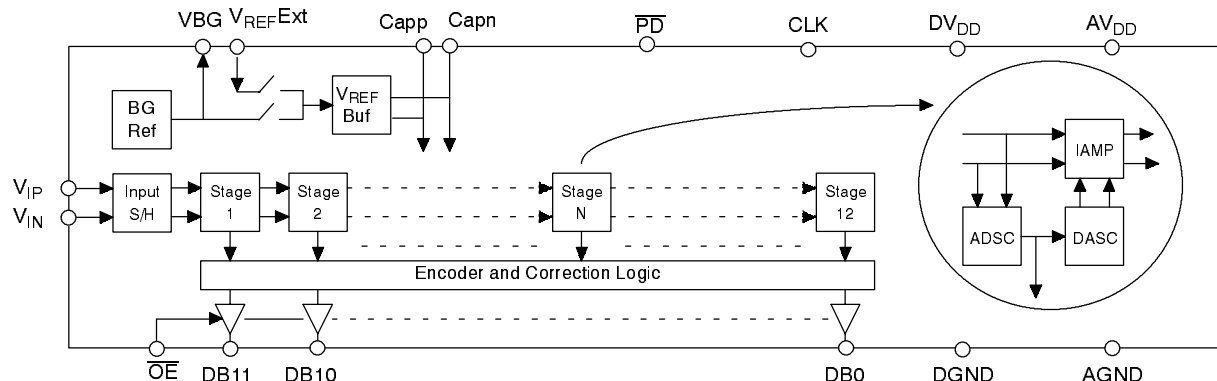 VBG VREFExt Capp Capn PD CLK DVDD AVDD
BG
Ref
VREF
Buf
VIP
VIN
Input
S/H
Stage
1
Stage
2
Stage
N
Stage
12
IAMP
ADSC
DASC
Encoder and Correction Logic
OE DB11 DB10 DB0 DGND AGND